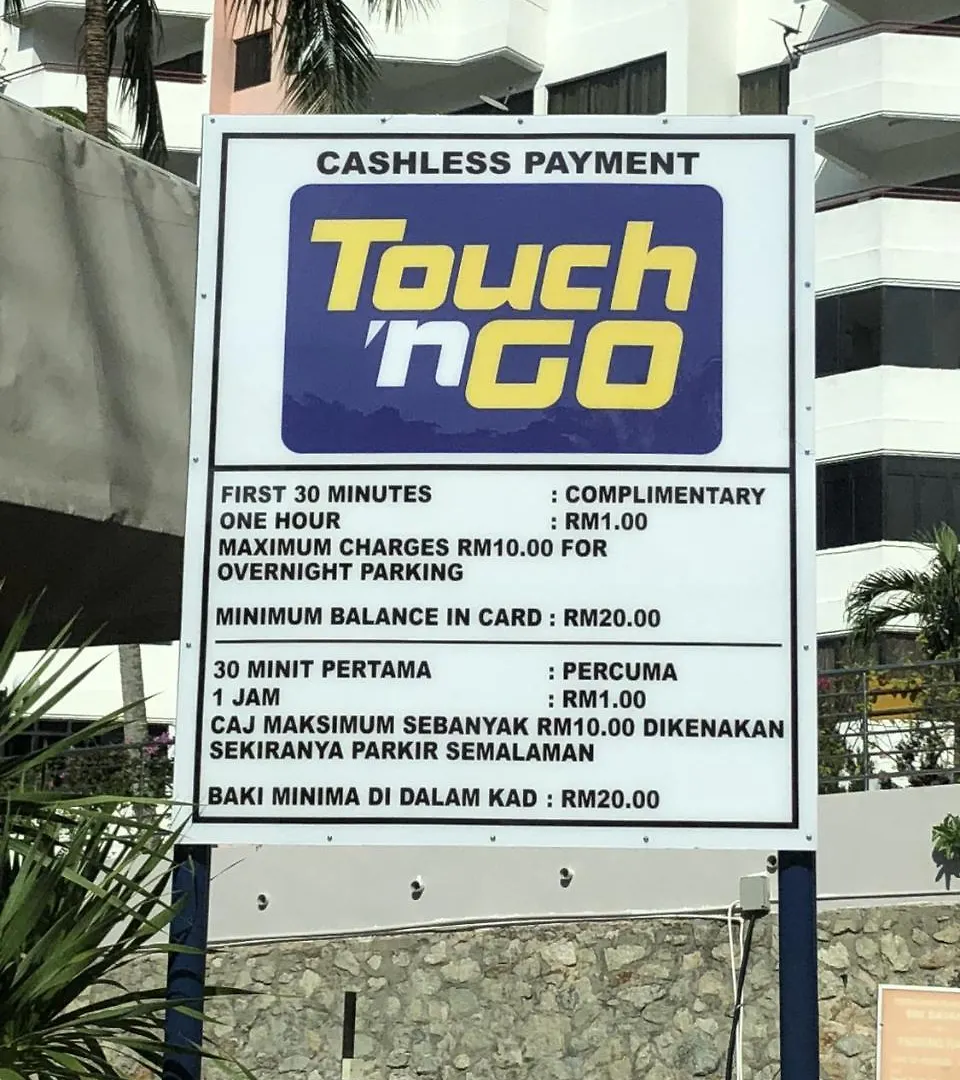 CASHLESS PAYMENT
Touch
'n GO
FIRST 30 MINUTES : COMPLIMENTARY
ONE HOUR : RM1.00
MAXIMUM CHARGES RM10.00 FOR
OVERNIGHT PARKING
MINIMUM BALANCE IN CARD : RM20.00
30 MINIT PERTAMA : PERCUMA
1 JAM : RM1.00
CAJ MAKSIMUM SEBANYAK RM10.00 DIKENAKAN
SEKIRANYA PARKIR SEMALAMAN
BAKI MINIMA DI DALAM KAD : RM20.00